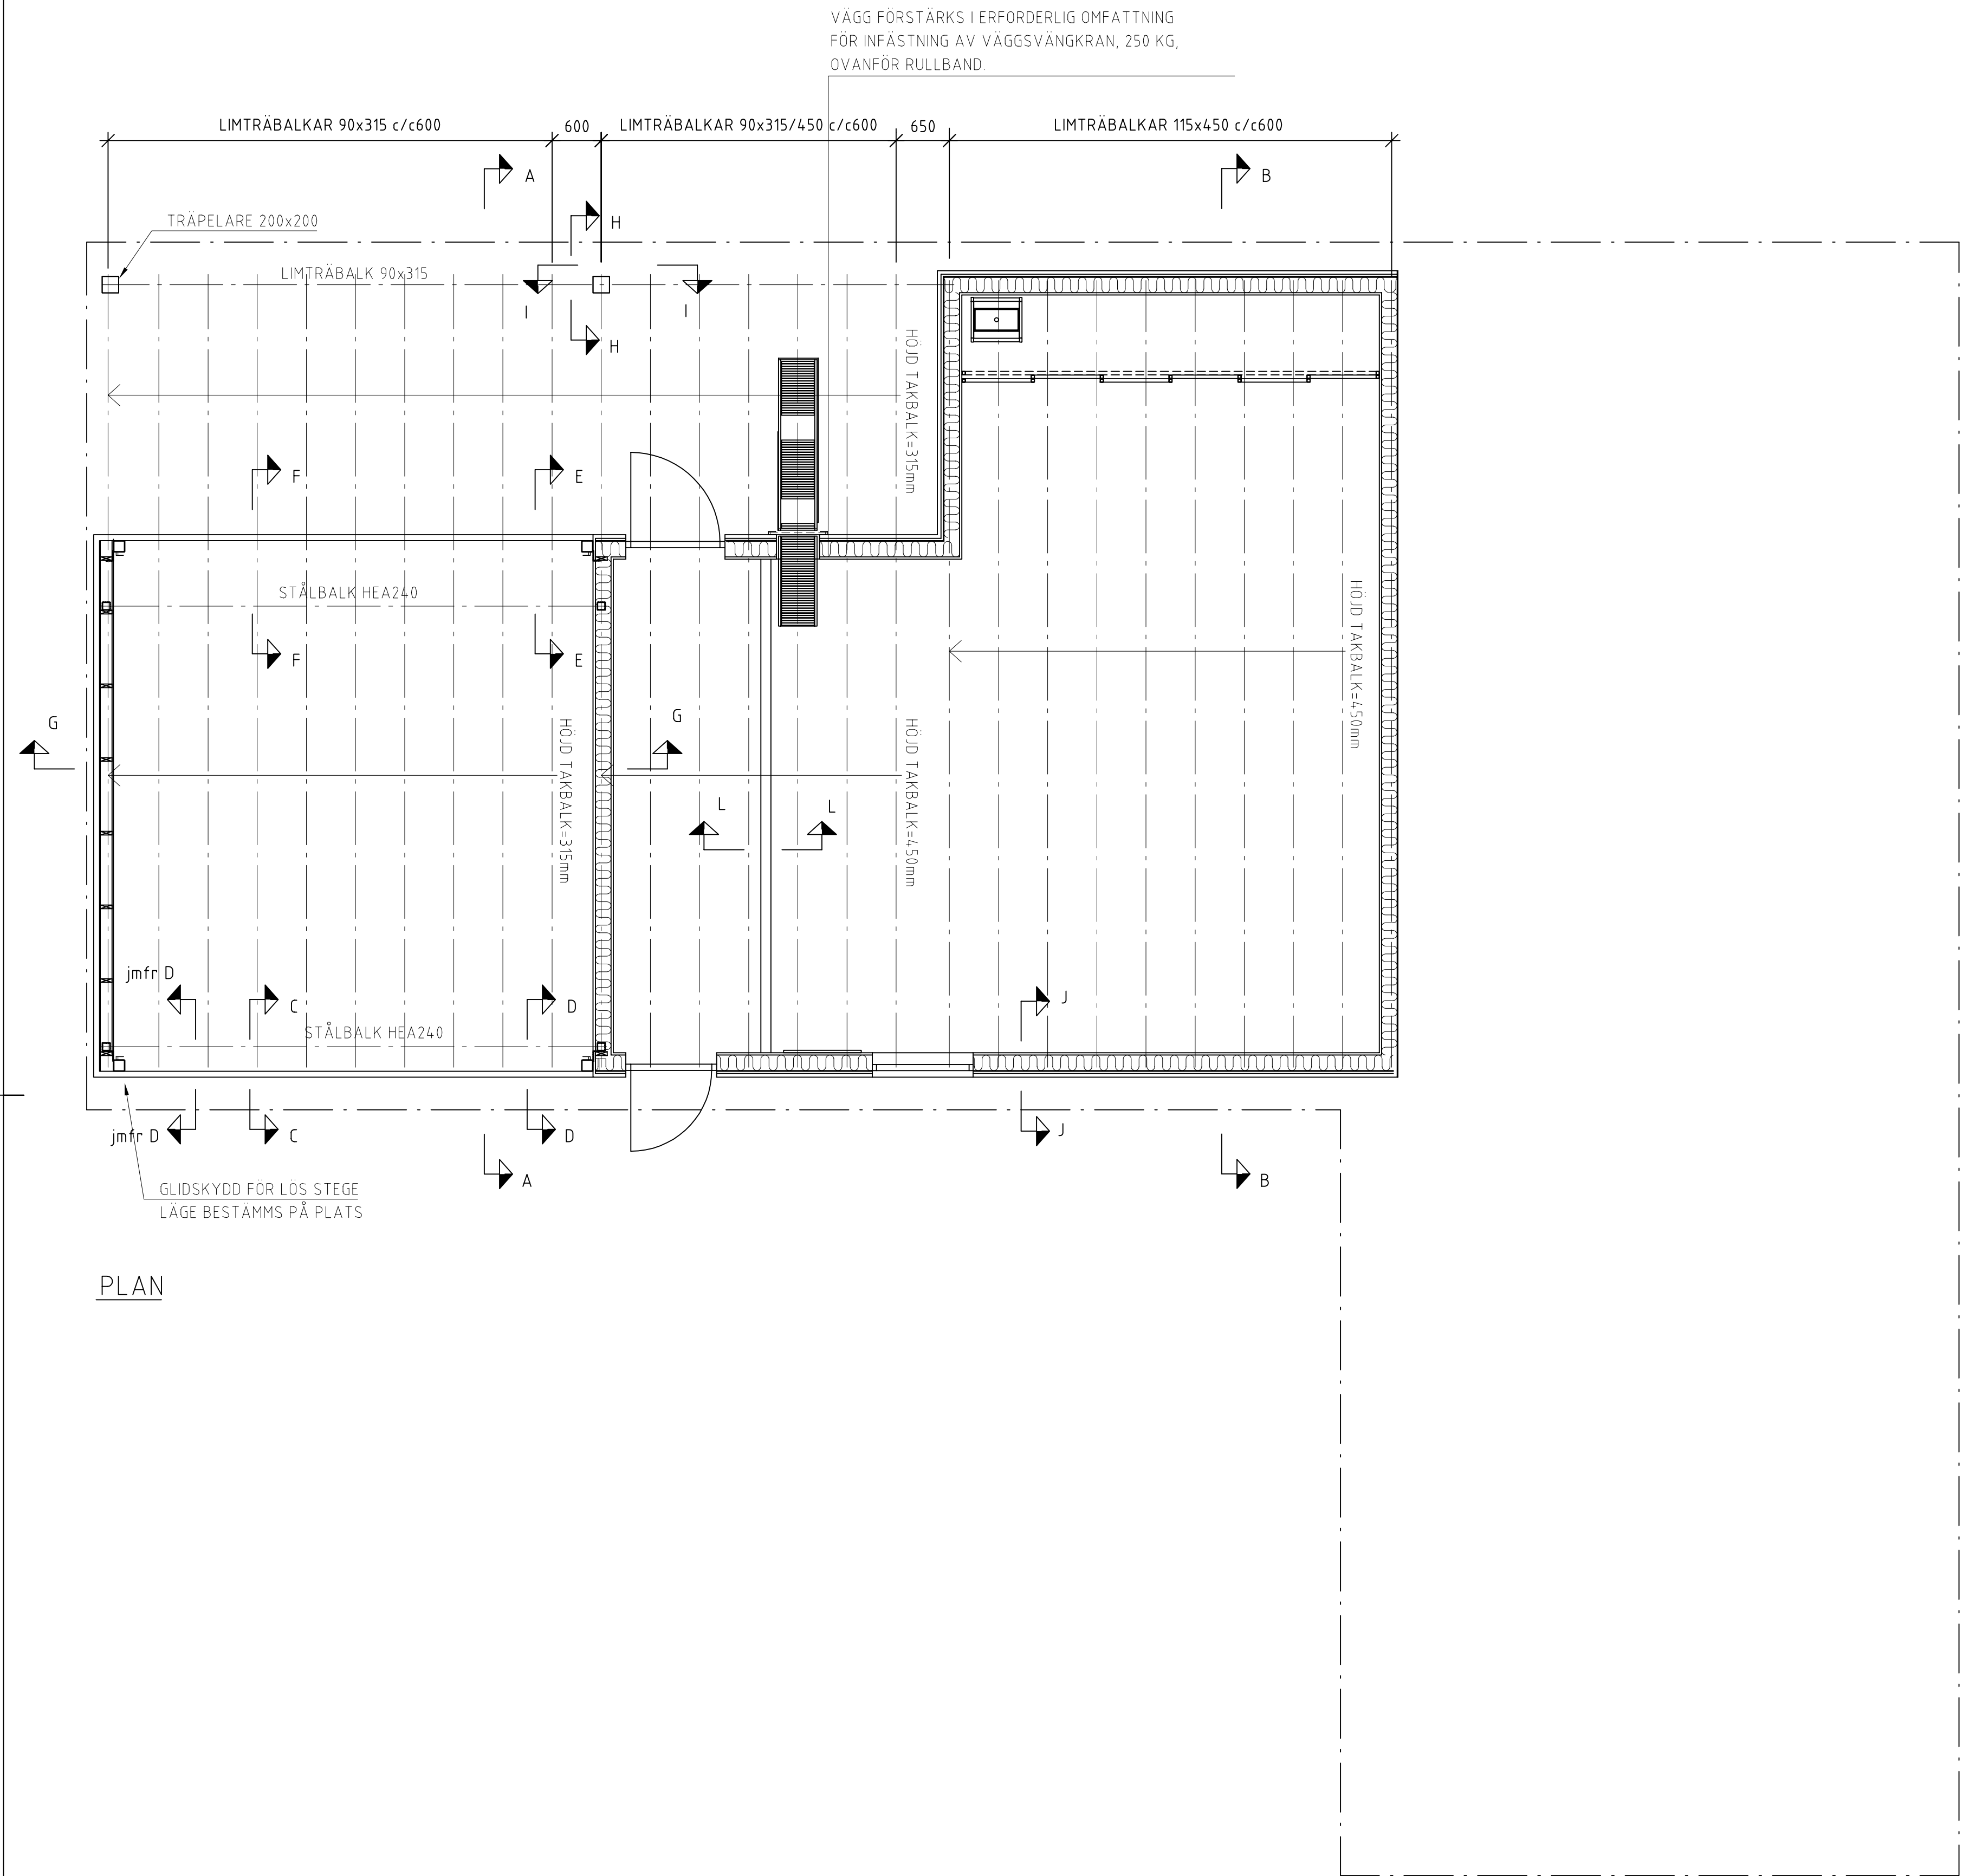 VÄGG FÖRSTÄRKS I ERFORDERLIG OMFATTNING
FÖR INFÄSTNING AV VÄGGSVÄNGKRAN, 250 KG,
OVANFÖR RULLBAND.
LIMTRÄBALKAR 90x315 c/c600
600
LIMTRÄBALKAR 90x315/450 c/c600
650
LIMTRÄBALKAR 115x450 c/c600
A
B
TRÄPELARE 200x200
H
LIMTRÄBALK 90x315
I
I
H
HÖJD TAKBALK=315mm
F
E
STÅLBALK HEA240
HÖJD TAKBALK=450mm
F
E
G
G
HÖJD TAKBALK=315mm
HÖJD TAKBALK=450mm
L
L
jmfr D
C
D
J
STÅLBALK HEA240
jmfr D
C
D
J
A
B
GLIDSKYDD FÖR LÖS STEGE
LÄGE BESTÄMMS PÅ PLATS
PLAN